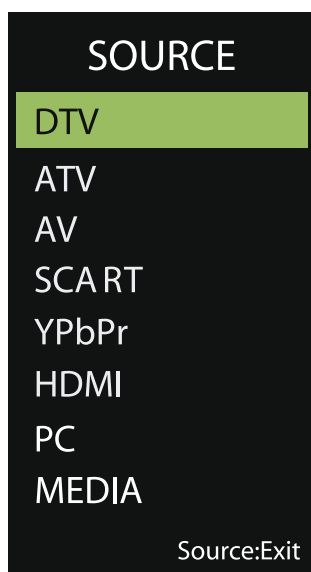 SOURCE
DTV
ATV
AV
SCART
YPbPr
HDMI
PC
MEDIA
Source:Exit